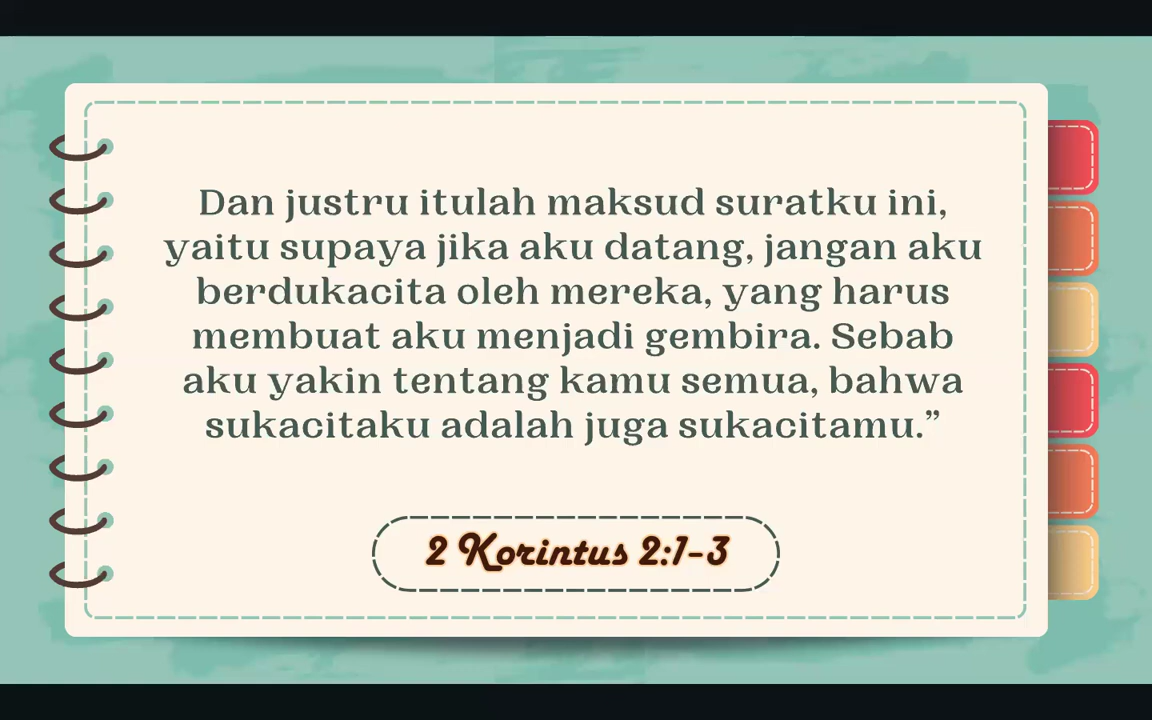 Dan justru itulah maksud suratku ini,
yaitu supaya jika aku datang, jangan aku
berdukacita oleh mereka, yang harus
membuat aku menjadi gembira. Sebab
aku yakin tentang kamu semua, bahwa
sukacitaku adalah juga sukacitamu.”
2 Korintus 2:1-3